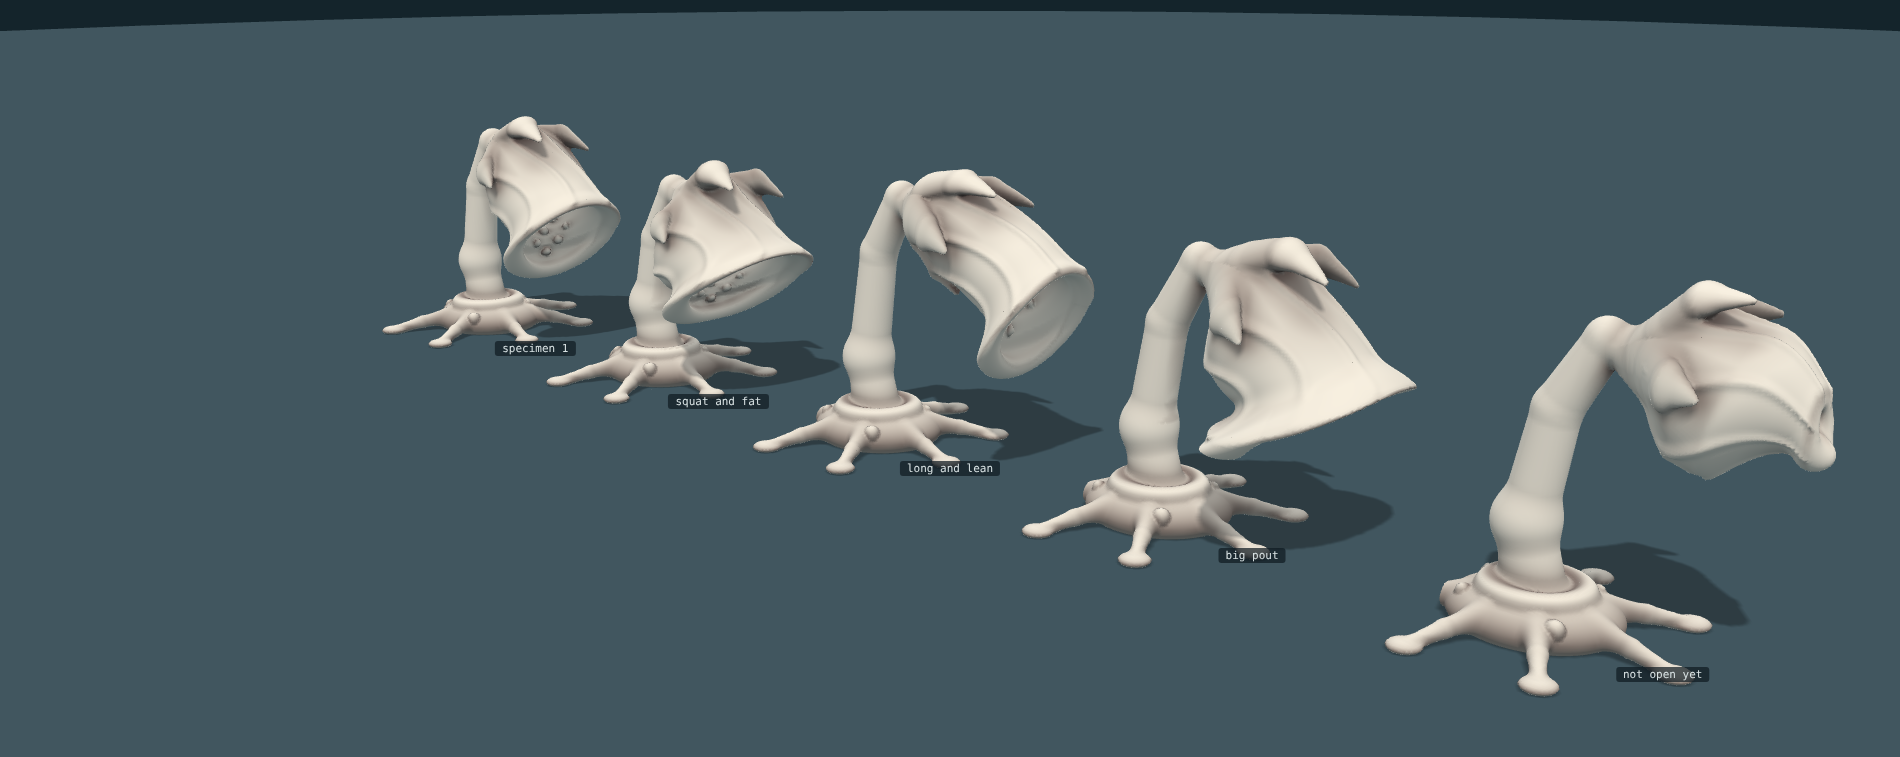 specimen 1
squat and fat
long and lean
big pout
not open yet